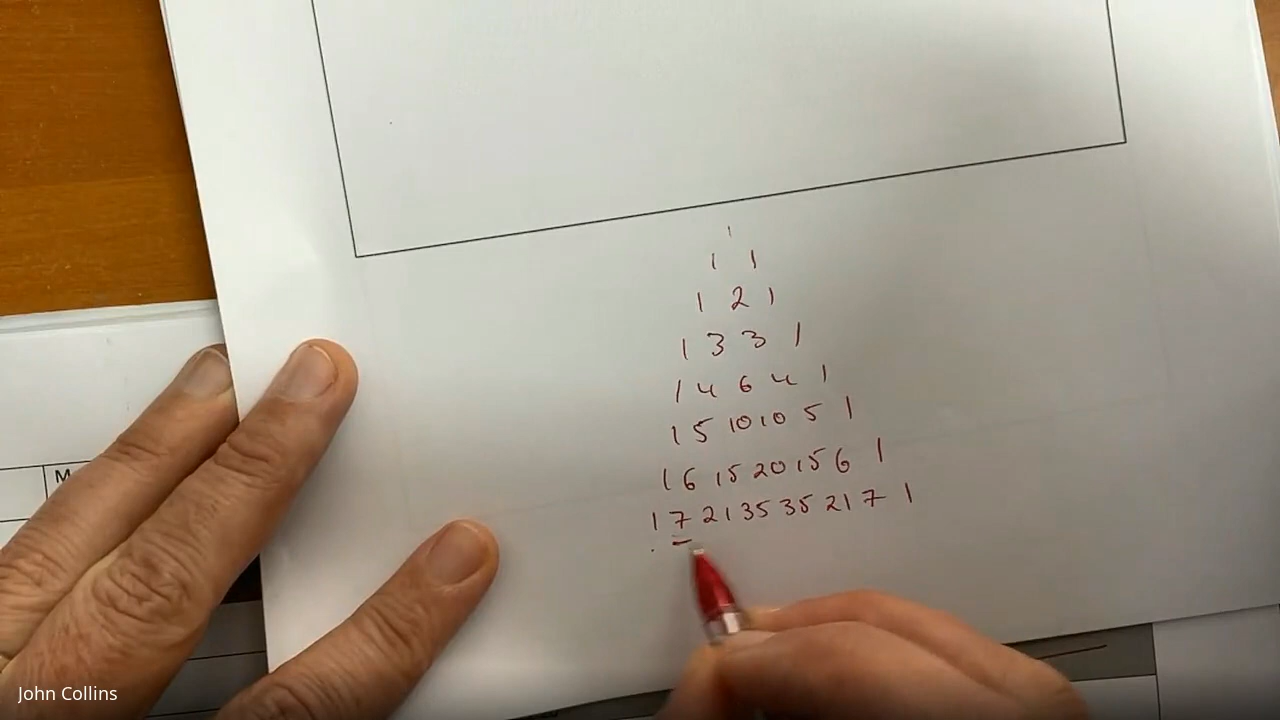 1
1 1
1 2 1
1 3 3 1
1 4 6 4 1
1 5 10 10 5 1
1 6 15 20 15 6 1
1 7 21 35 35 21 7 1
M
John Collins